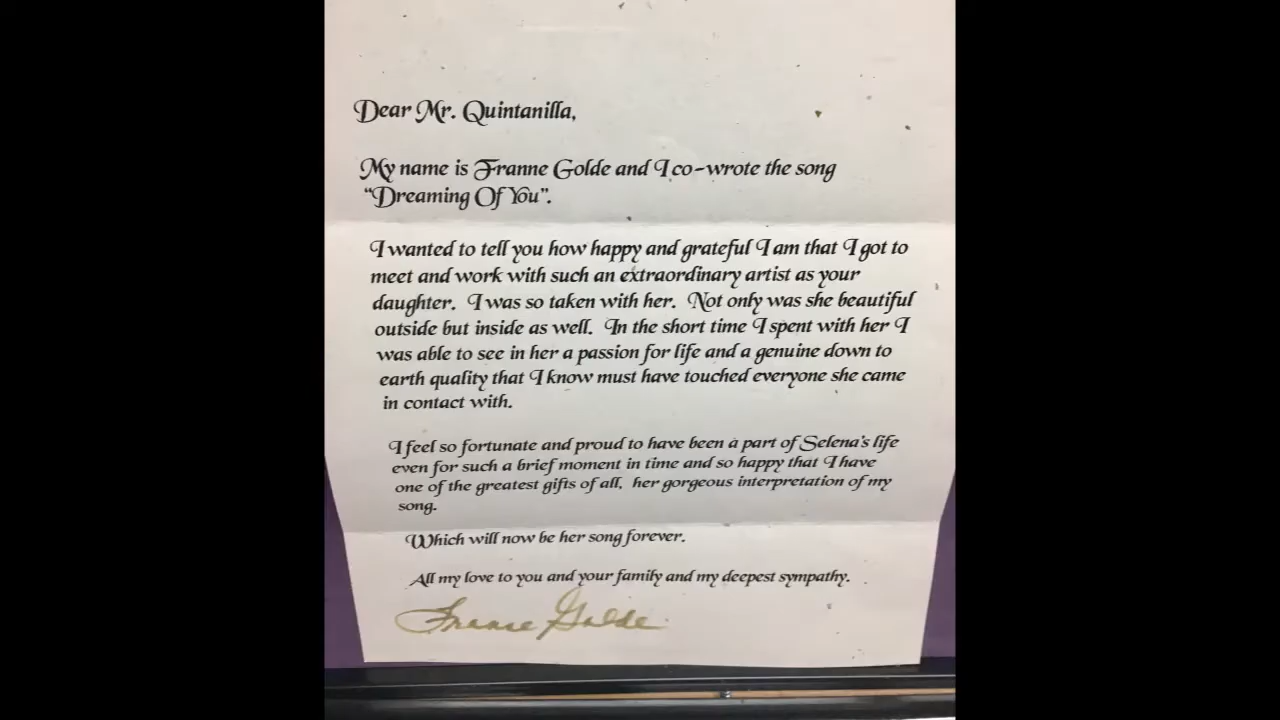 Dear Mr. Quintanilla,
My name is Franne Golde and I co-wrote the song
"Dreaming Of You".
I wanted to tell you how happy and grateful I am that I got to
meet and work with such an extraordinary artist as your
daughter. I was so taken with her. Not only was she beautiful
outside but inside as well. In the short time I spent with her I
was able to see in her a passion for life and a genuine down to
earth quality that I know must have touched everyone she came
in contact with.
I feel so fortunate and proud to have been a part of Selena's life
even for such a brief moment in time and so happy that I have
one of the greatest gifts of all, her gorgeous interpretation of my
song.
Which will now be her song forever.
All my love to you and your family and my deepest sympathy.
Franne Golde